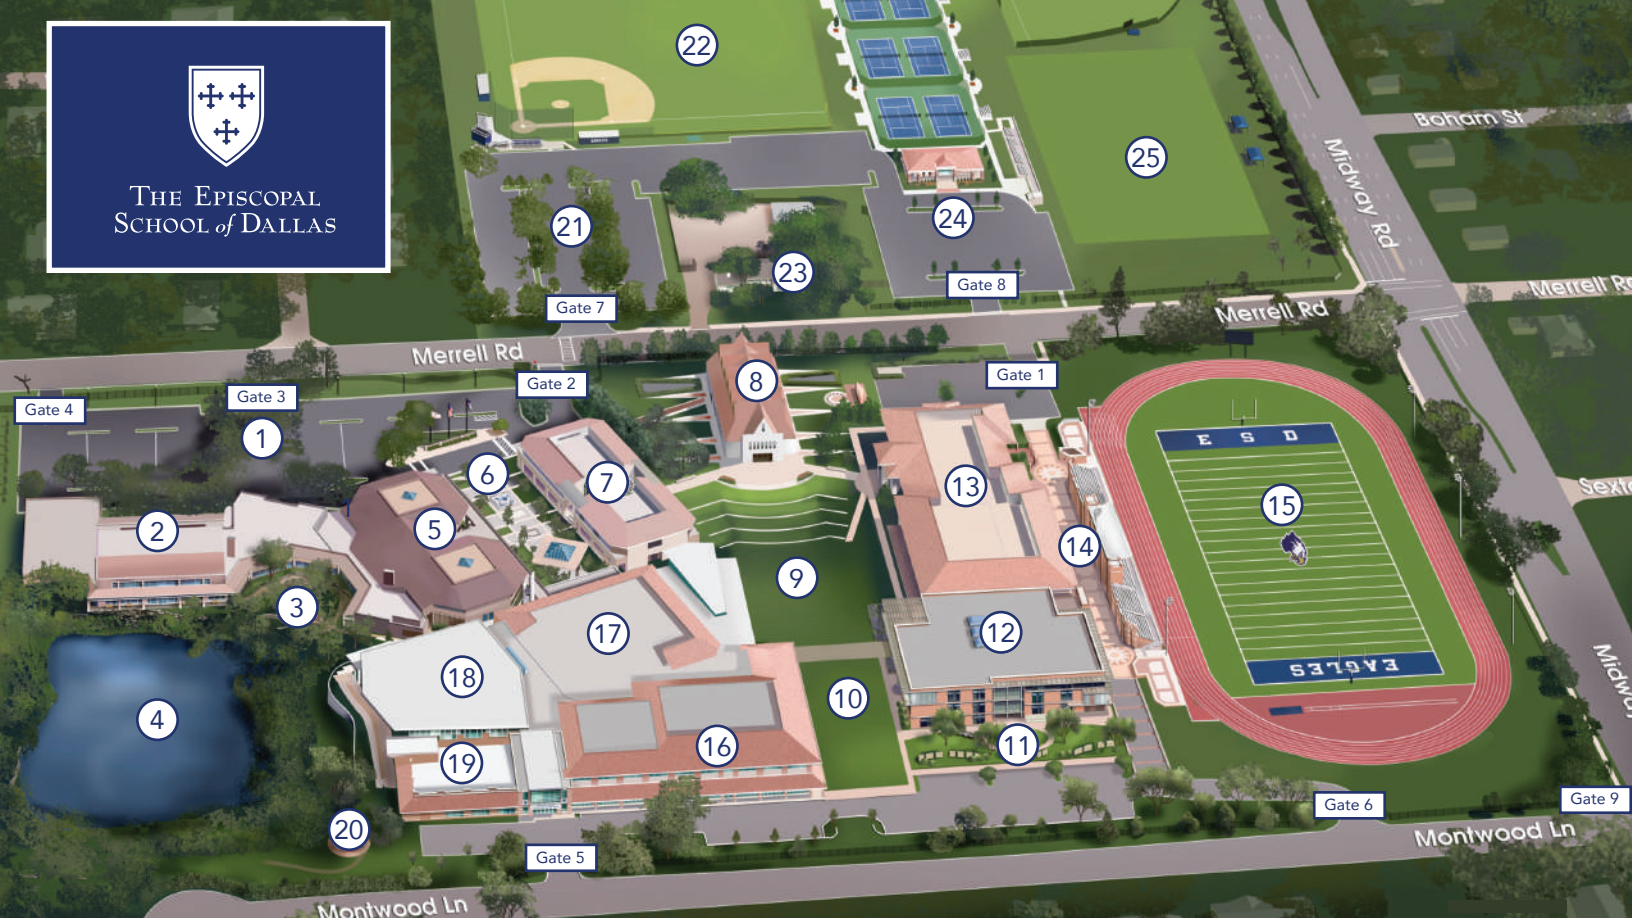 THE EPISCOPAL
SCHOOL of DALLAS
22
25
21
24
23
Boham St
Midway Rd
Gate 7
Gate 8
Merrell Rd
Merrell Rd
Merrell Rd
Gate 4
Gate 3
Gate 2
Gate 1
1
8
6
7
13
2
5
14
15
E S D
3
9
4
18
17
10
12
19
16
11
EAGLES
20
Gate 5
Gate 6
Gate 9
Montwood Ln
Montwood Ln